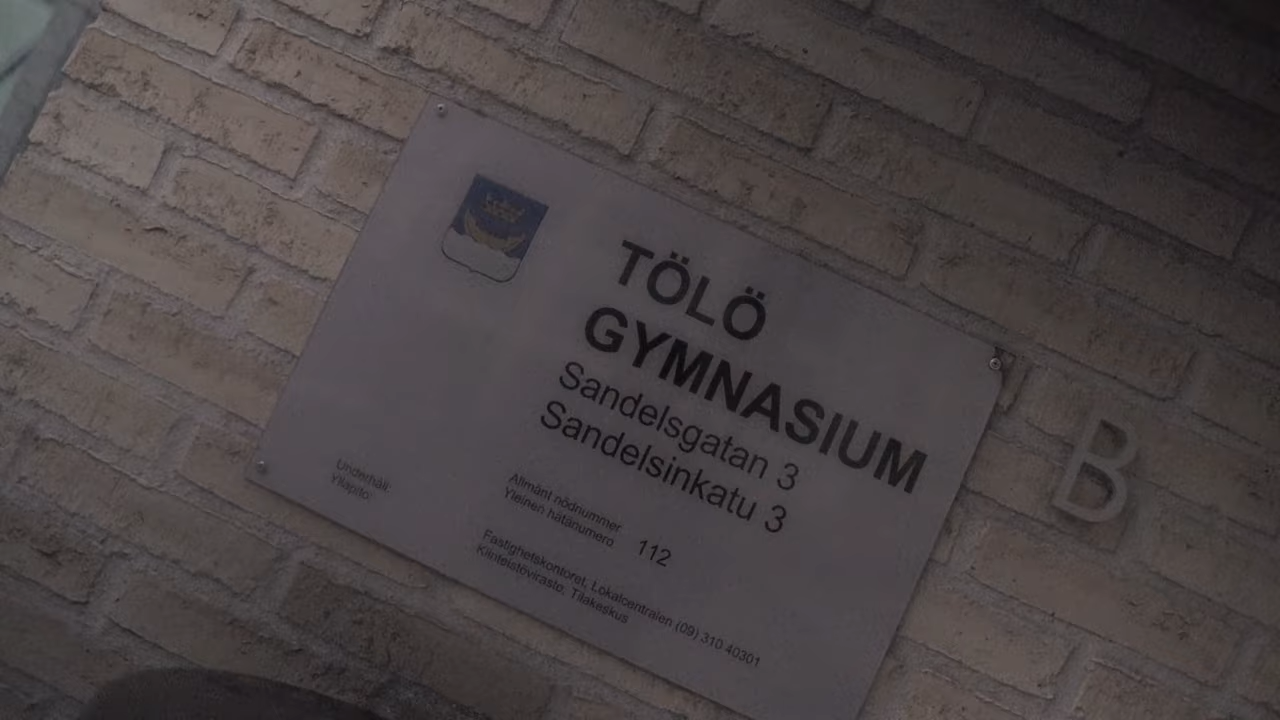 TÖLÖ
GYMNASIUM
Sandelsgatan 3
Sandelsinkatu 3
Underhåll:
Ylläpito:
Allmänt nödnummer
Yleinen hätänumero 112
Fastighetskontoret, Lokalcentralen (09) 310 40301
Kiinteistövirasto, Tilakeskus
B